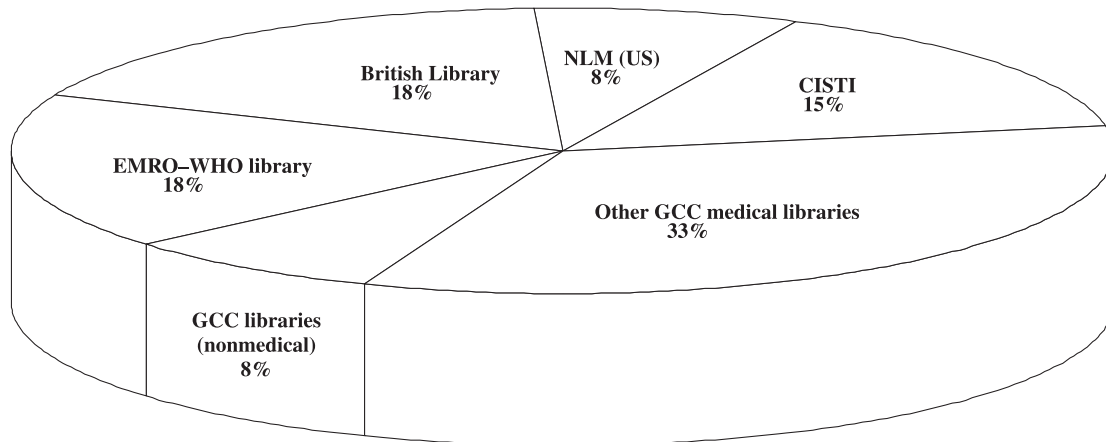 NLM (US)
8%
British Library
18%
CISTI
15%
EMRO–WHO library
18%
Other GCC medical libraries
33%
GCC libraries
(nonmedical)
8%